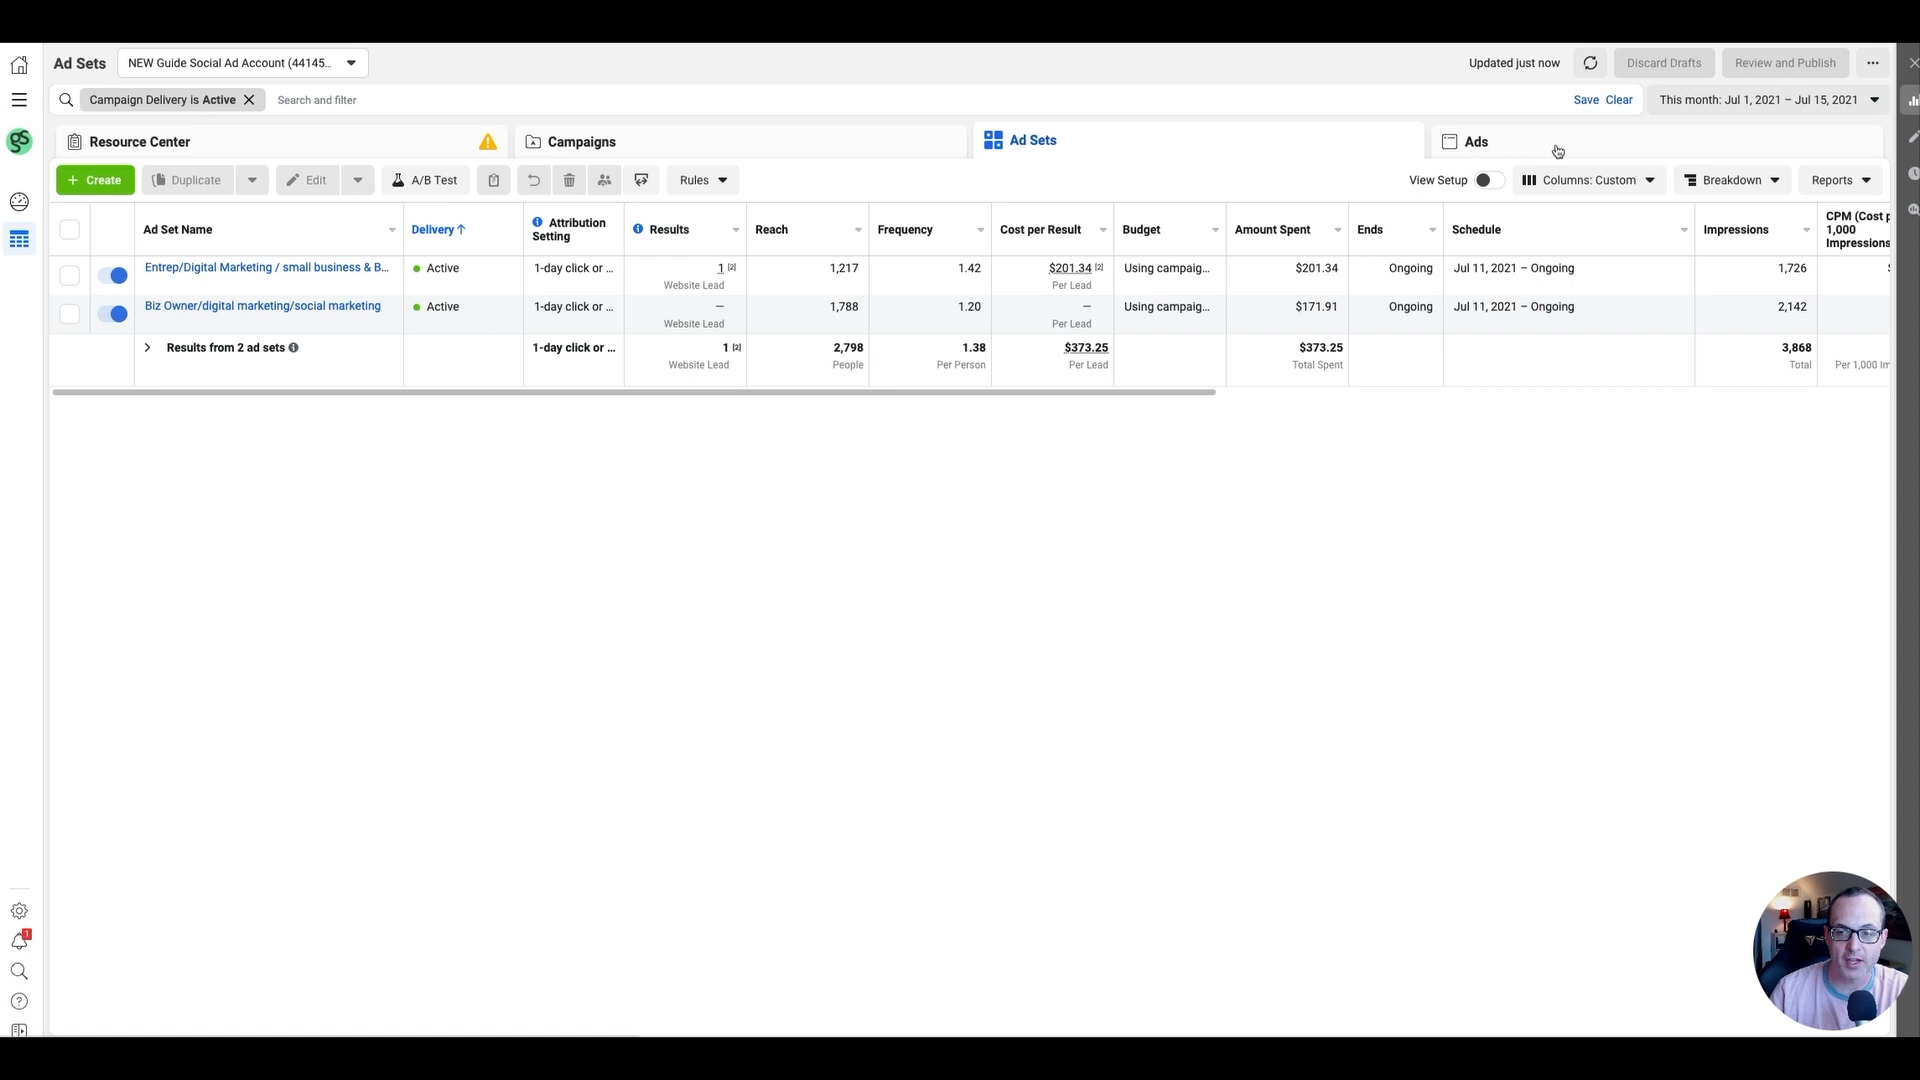 Ad Sets
NEW Guide Social Ad Account (44145...
Updated just now
Discard Drafts
Review and Publish
Campaign Delivery is Active
Search and filter
Save Clear
This month: Jul 1, 2021 – Jul 15, 2021
gs
Resource Center
Campaigns
Ad Sets
Ads
+ Create
Duplicate
Edit
A/B Test
Rules
View Setup
Columns: Custom
Breakdown
Reports
Ad Set Name
Delivery ↑
Attribution
Setting
Results
Reach
Frequency
Cost per Result
Budget
Amount Spent
Ends
Schedule
Impressions
CPM (Cost p
1,000
Impressions
Entrep/Digital Marketing / small business & B...
Active
1-day click or ...
1 [2]
Website Lead
1,217
1.42
$201.34 [2]
Per Lead
Using campaig...
$201.34
Ongoing
Jul 11, 2021 – Ongoing
1,726
$
Biz Owner/digital marketing/social marketing
Active
1-day click or ...
—
Website Lead
1,788
1.20
—
Per Lead
Using campaig...
$171.91
Ongoing
Jul 11, 2021 – Ongoing
2,142
Results from 2 ad sets
1-day click or ...
1 [2]
Website Lead
2,798
People
1.38
Per Person
$373.25
Per Lead
$373.25
Total Spent
3,868
Total
Per 1,000 Im
1